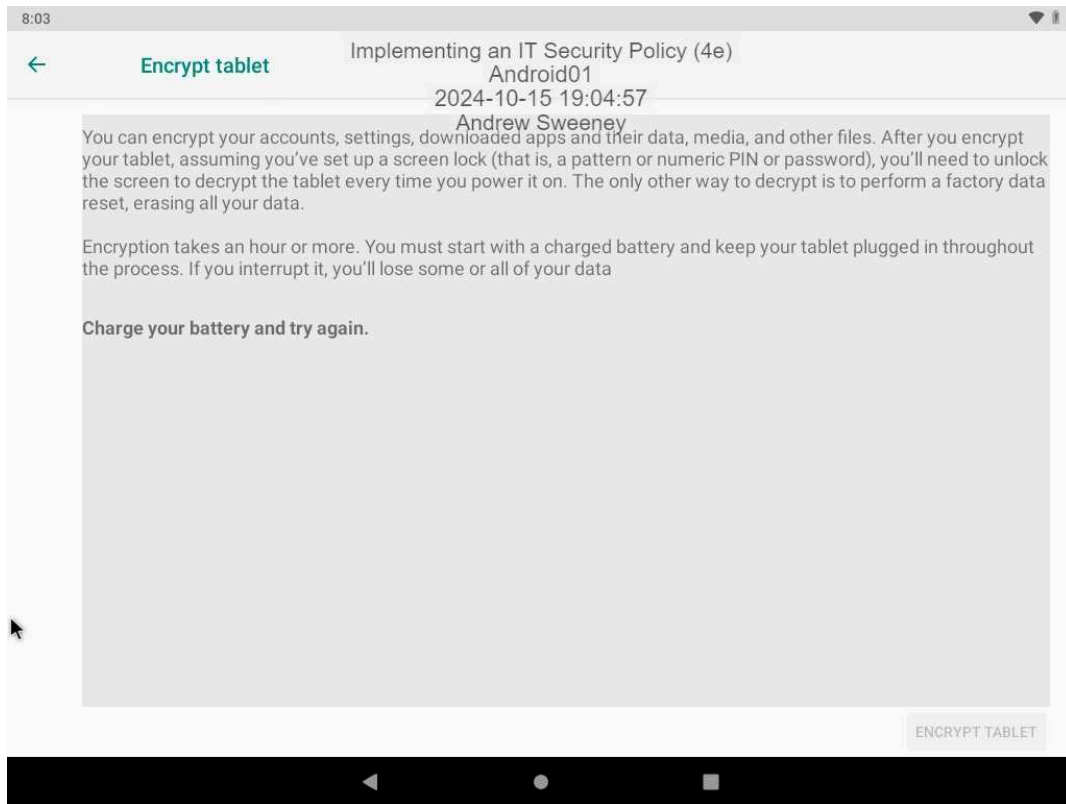 8:03
Encrypt tablet
Implementing an IT Security Policy (4e)
Android01
2024-10-15 19:04:57
Andrew Sweeney
You can encrypt your accounts, settings, downloaded apps and their data, media, and other files. After you encrypt
your tablet, assuming you've set up a screen lock (that is, a pattern or numeric PIN or password), you'll need to unlock
the screen to decrypt the tablet every time you power it on. The only other way to decrypt is to perform a factory data
reset, erasing all your data.
Encryption takes an hour or more. You must start with a charged battery and keep your tablet plugged in throughout
the process. If you interrupt it, you'll lose some or all of your data
Charge your battery and try again.
ENCRYPT TABLET